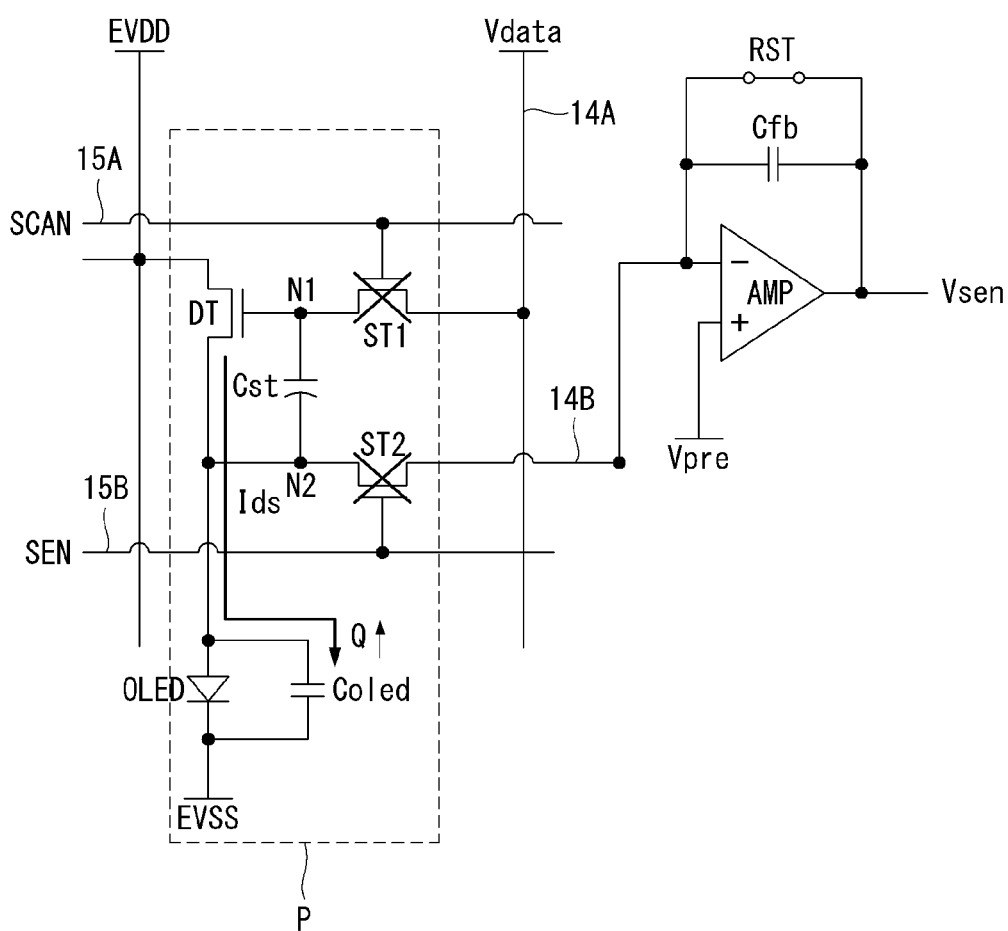 EVDD
Vdata
RST
14A
Cfb
15A
SCAN
N1
DT
ST1
AMP
−
+
Vsen
Cst
14B
ST2
Vpre
N2
Ids
15B
SEN
Q
OLED
Coled
EVSS
P